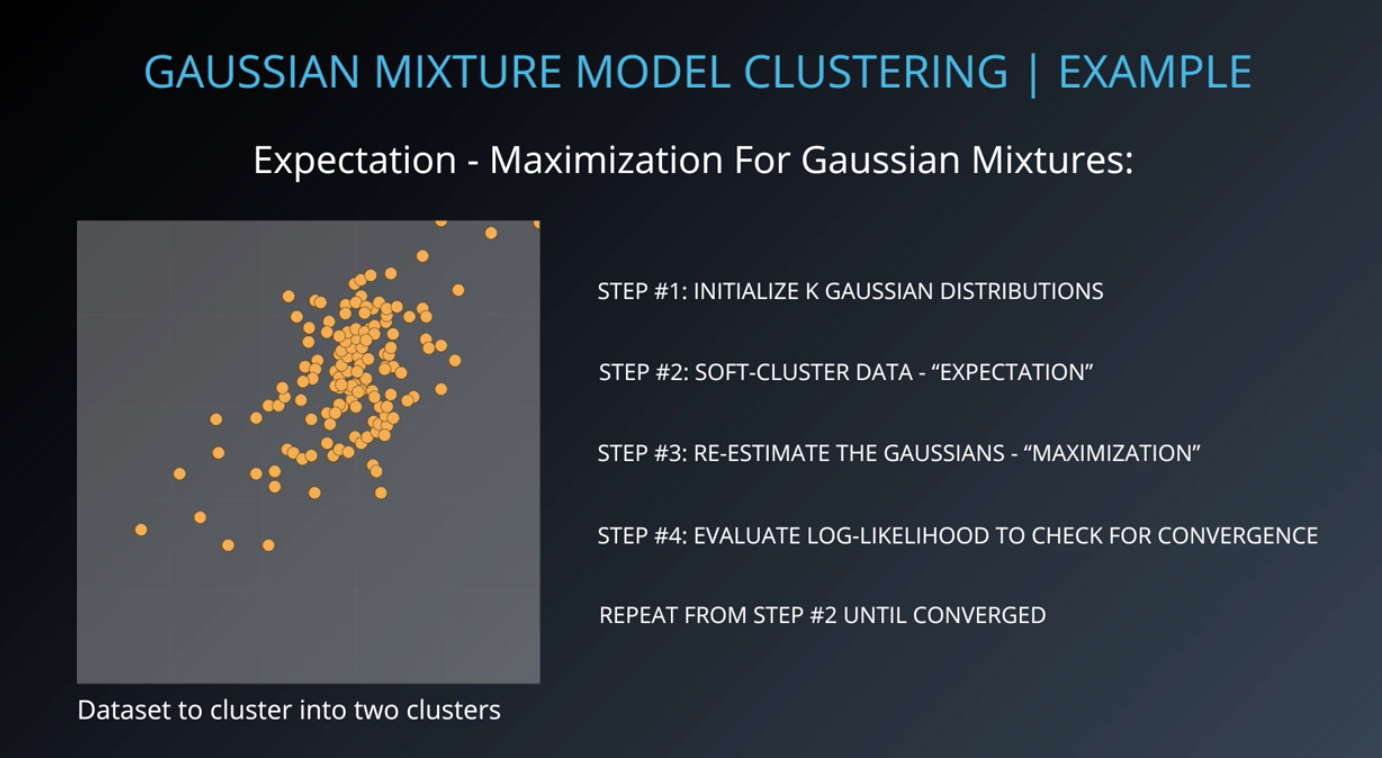 GAUSSIAN MIXTURE MODEL CLUSTERING | EXAMPLE
Expectation - Maximization For Gaussian Mixtures:
STEP #1: INITIALIZE K GAUSSIAN DISTRIBUTIONS
STEP #2: SOFT-CLUSTER DATA - “EXPECTATION”
STEP #3: RE-ESTIMATE THE GAUSSIANS - “MAXIMIZATION”
STEP #4: EVALUATE LOG-LIKELIHOOD TO CHECK FOR CONVERGENCE
REPEAT FROM STEP #2 UNTIL CONVERGED
Dataset to cluster into two clusters